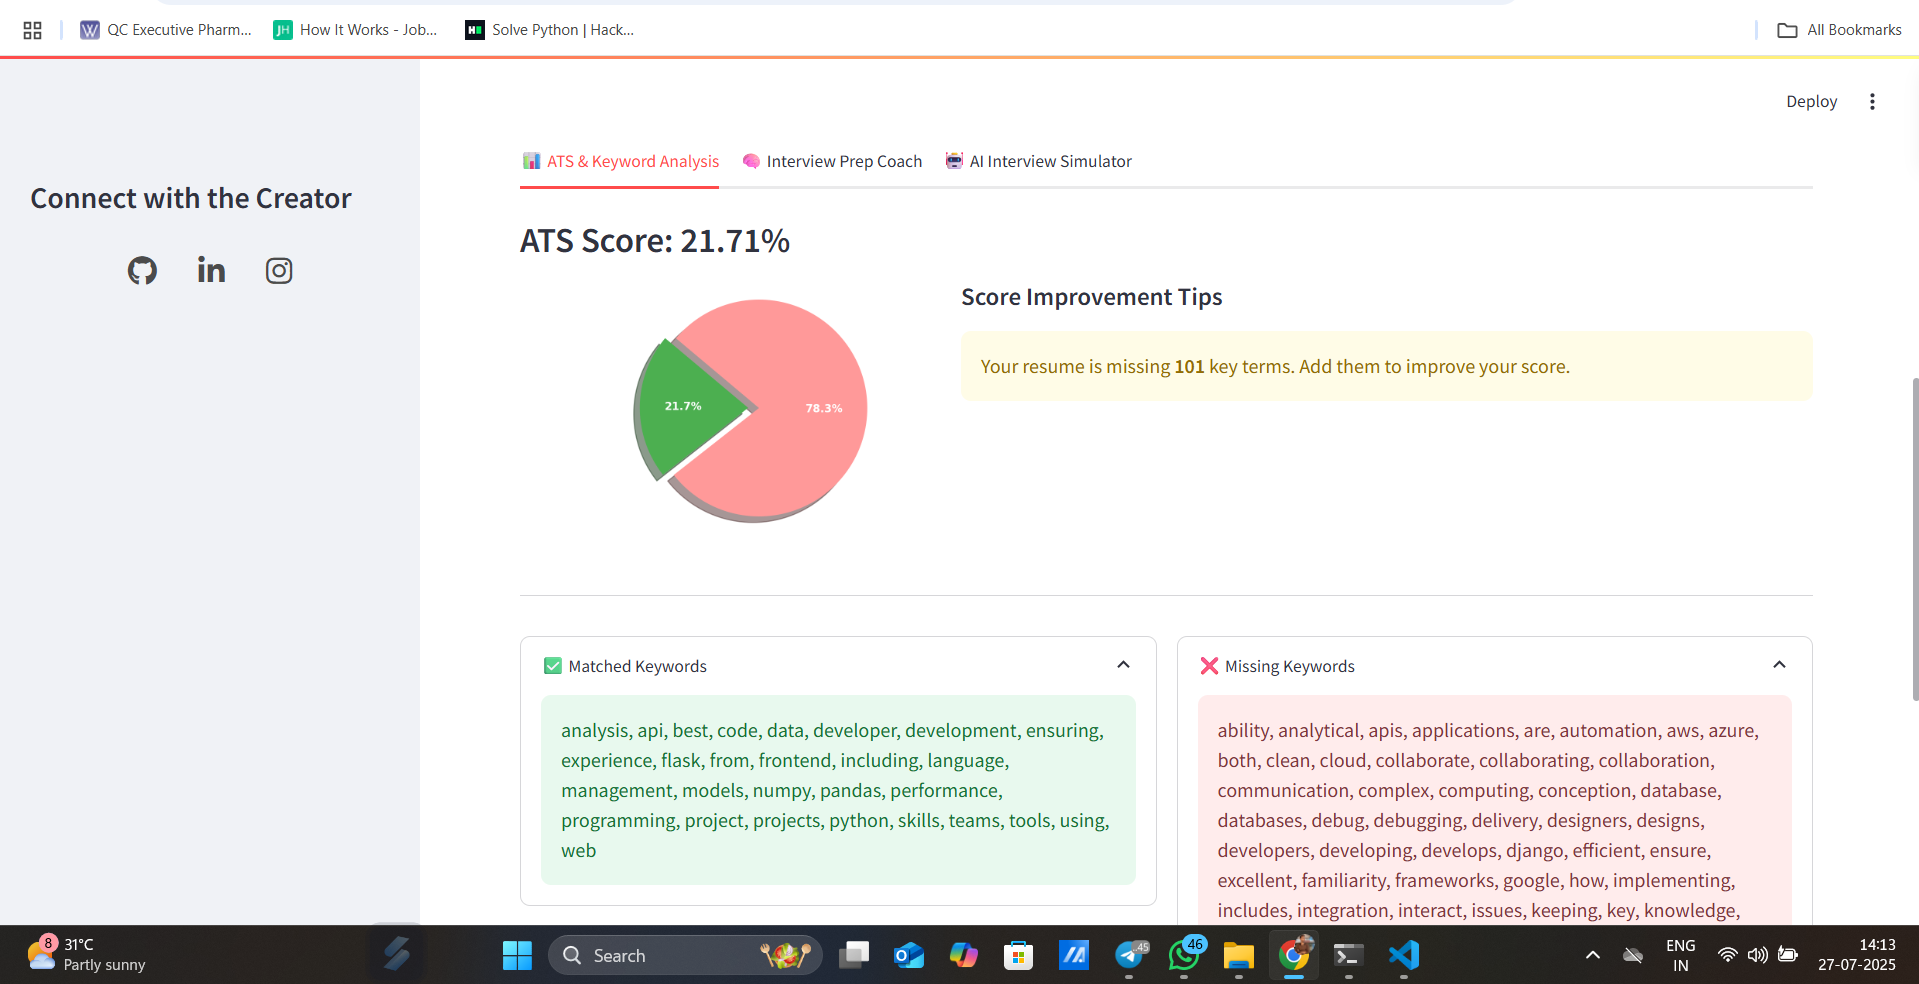 QC Executive Pharm...
How It Works - Job...
Solve Python | Hack...
All Bookmarks
Deploy
Connect with the Creator
ATS & Keyword Analysis
Interview Prep Coach
AI Interview Simulator
ATS Score: 21.71%
21.7%
78.3%
Score Improvement Tips
Your resume is missing 101 key terms. Add them to improve your score.
Matched Keywords
analysis, api, best, code, data, developer, development, ensuring,
experience, flask, from, frontend, including, language,
management, models, numpy, pandas, performance,
programming, project, projects, python, skills, teams, tools, using,
web
Missing Keywords
ability, analytical, apis, applications, are, automation, aws, azure,
both, clean, cloud, collaborate, collaborating, collaboration,
communication, complex, computing, conception, database,
databases, debug, debugging, delivery, designers, designs,
developers, developing, develops, django, efficient, ensure,
excellent, familiarity, frameworks, google, how, implementing,
includes, integration, interact, issues, keeping, key, knowledge,
8
31°C
Partly sunny
Search
45
46
ENG
IN
14:13
27-07-2025